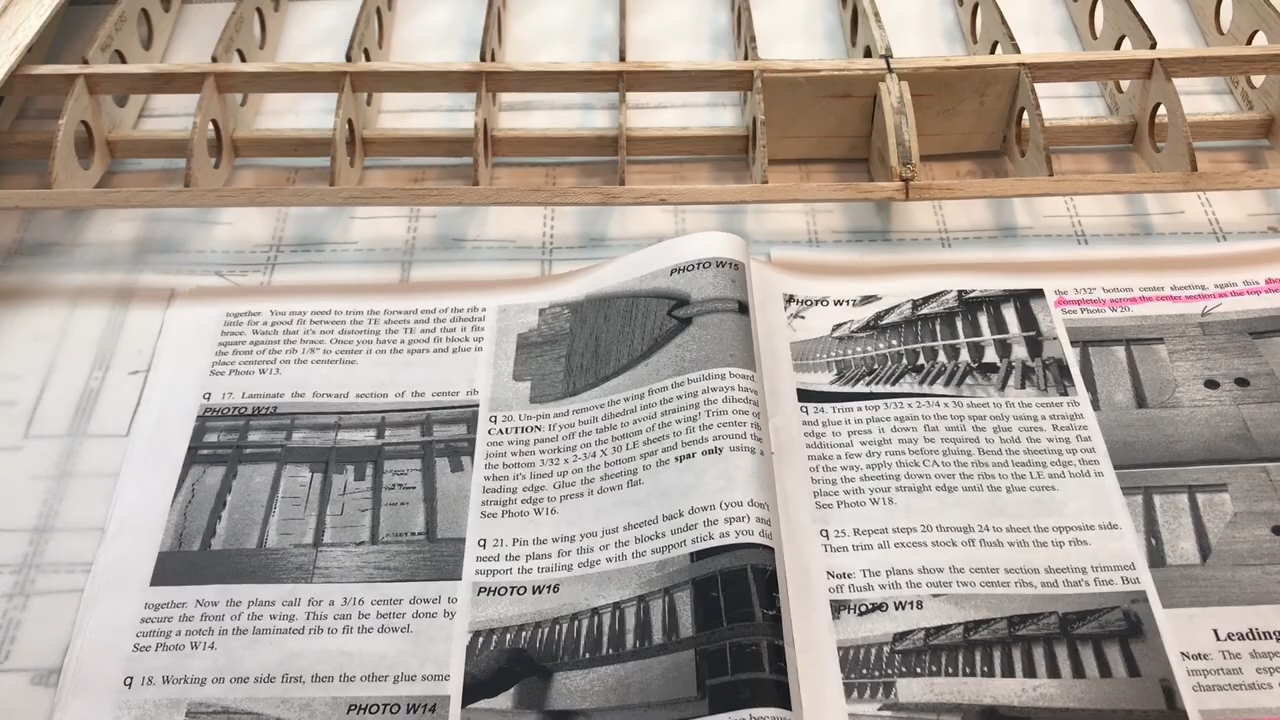 together. You may need to trim the forward end of the rib a
little for a good fit between the TE sheets and the dihedral
brace. Watch that it's not distorting the TE and that it fits
square against the brace. Once you have a good fit block up
the front of the rib 1/8" to center it on the spars and glue in
place centered on the centerline.
See Photo W13.
q 17. Laminate the forward section of the center rib
PHOTO W13
together. Now the plans call for a 3/16 center dowel to
secure the front of the wing. This can be better done by
cutting a notch in the laminated rib to fit the dowel.
See Photo W14.
q 18. Working on one side first, then the other glue some
PHOTO W14
PHOTO W15
q 20. Un-pin and remove the wing from the building board.
CAUTION: If you built dihedral into the wing always have
one wing panel off the table to avoid straining the dihedral
joint when working on the bottom of the wing! Trim one of
the bottom 3/32 x 2-3/4 X 30 LE sheets to fit the center rib
when it's lined up on the bottom spar and bends around the
leading edge. Glue the sheeting to the spar only using a
straight edge to press it down flat.
See Photo W16.
q 21. Pin the wing you just sheeted back down (you don't
need the plans for this or the blocks under the spar) and
support the trailing edge with the support stick as you did
PHOTO W16
PHOTO W17
q 24. Trim a top 3/32 x 2-3/4 x 30 sheet to fit the center rib
and glue it in place again to the top spar only using a straight
edge to press it down flat until the glue cures. Realize
additional weight may be required to hold the wing flat
make a few dry runs before gluing. Bend the sheeting up out
of the way, apply thick CA to the ribs and leading edge, then
bring the sheeting down over the ribs to the LE and hold in
place with your straight edge until the glue cures.
See Photo W18.
q 25. Repeat steps 20 through 24 to sheet the opposite side.
Then trim all excess stock off flush with the tip ribs.
Note: The plans show the center section sheeting trimmed
off flush with the outer two center ribs, and that's fine. But
PHOTO W18
the 3/32" bottom center sheeting, again this sho
completely across the center section as the top she
See Photo W20.
Leading
Note: The shape
important espe
characteristics